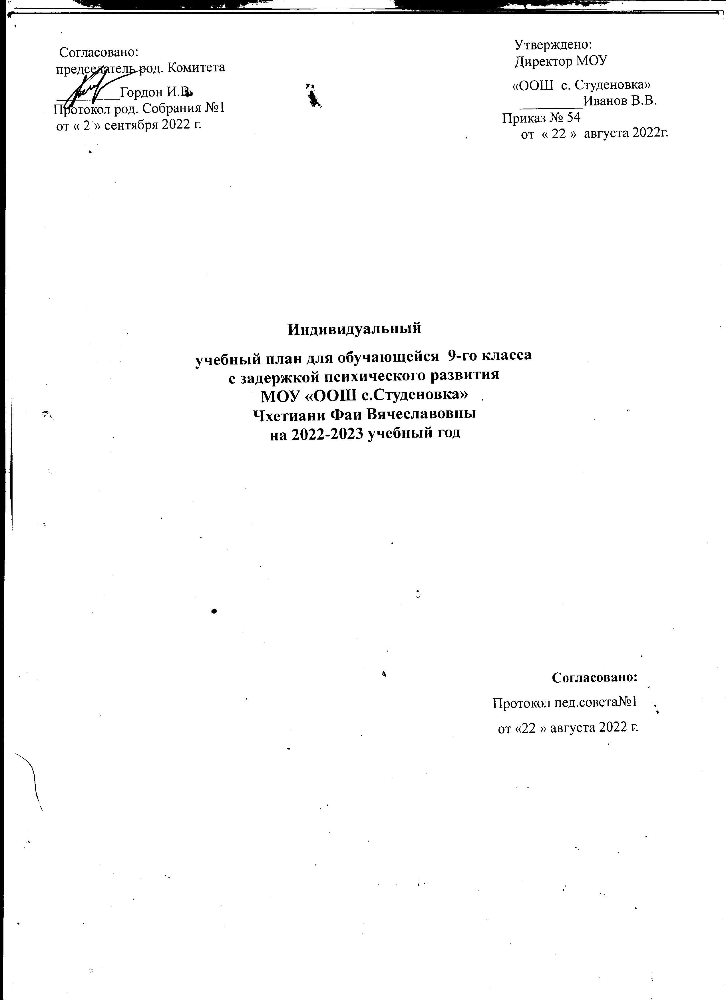 Согласовано:
председатель род. Комитета
_________Гордон И.В.
Протокол род. Собрания №1
от « 2 » сентября 2022 г.
Утверждено:
Директор МОУ
«ООШ с. Студеновка»
_________Иванов В.В.
Приказ № 54
от « 22 » августа 2022г.
Индивидуальный
учебный план для обучающейся 9-го класса
с задержкой психического развития
МОУ «ООШ с.Студеновка»
Чхетиани Фаи Вячеславовны
на 2022-2023 учебный год
Согласовано:
Протокол пед.совета№1
от «22 » августа 2022 г.